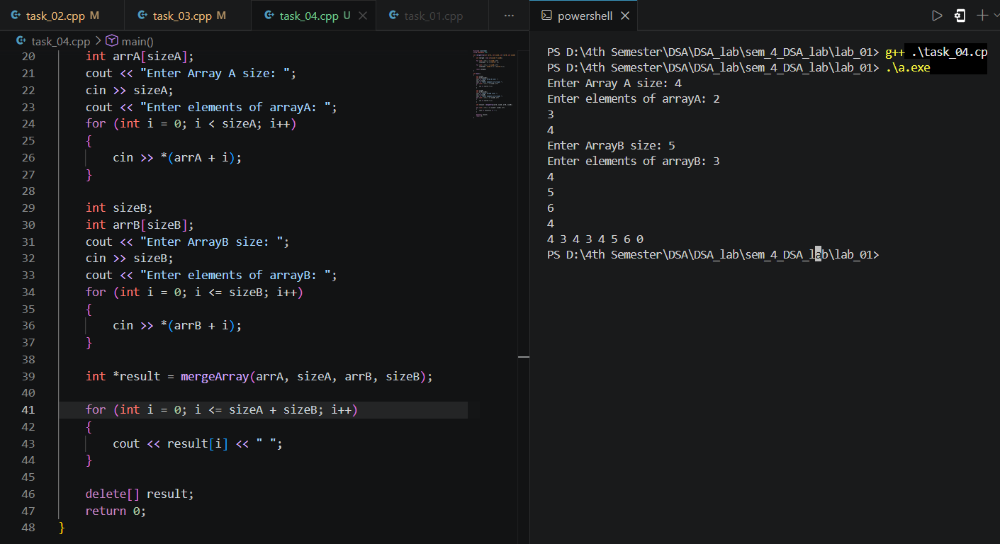 task_02.cpp M task_03.cpp M task_04.cpp U task_01.cpp ...
task_04.cpp > main()
20 int arrA[sizeA];
21 cout << "Enter Array A size: ";
22 cin >> sizeA;
23 cout << "Enter elements of arrayA: ";
24 for (int i = 0; i < sizeA; i++)
25 {
26 cin >> *(arrA + i);
27 }
28
29 int sizeB;
30 int arrB[sizeB];
31 cout << "Enter ArrayB size: ";
32 cin >> sizeB;
33 cout << "Enter elements of arrayB: ";
34 for (int i = 0; i <= sizeB; i++)
35 {
36 cin >> *(arrB + i);
37 }
38
39 int *result = mergeArray(arrA, sizeA, arrB, sizeB);
40
41 for (int i = 0; i <= sizeA + sizeB; i++)
42 {
43 cout << result[i] << " ";
44 }
45
46 delete[] result;
47 return 0;
48 }
powershell
PS D:\4th Semester\DSA\DSA_lab\sem_4_DSA_lab\lab_01> g++ .\task_04.cp
PS D:\4th Semester\DSA\DSA_lab\sem_4_DSA_lab\lab_01> .\a.exe
Enter Array A size: 4
Enter elements of arrayA: 2
3
4
Enter ArrayB size: 5
Enter elements of arrayB: 3
4
5
6
4
4 3 4 3 4 5 6 0
PS D:\4th Semester\DSA\DSA_lab\sem_4_DSA_lab\lab_01>